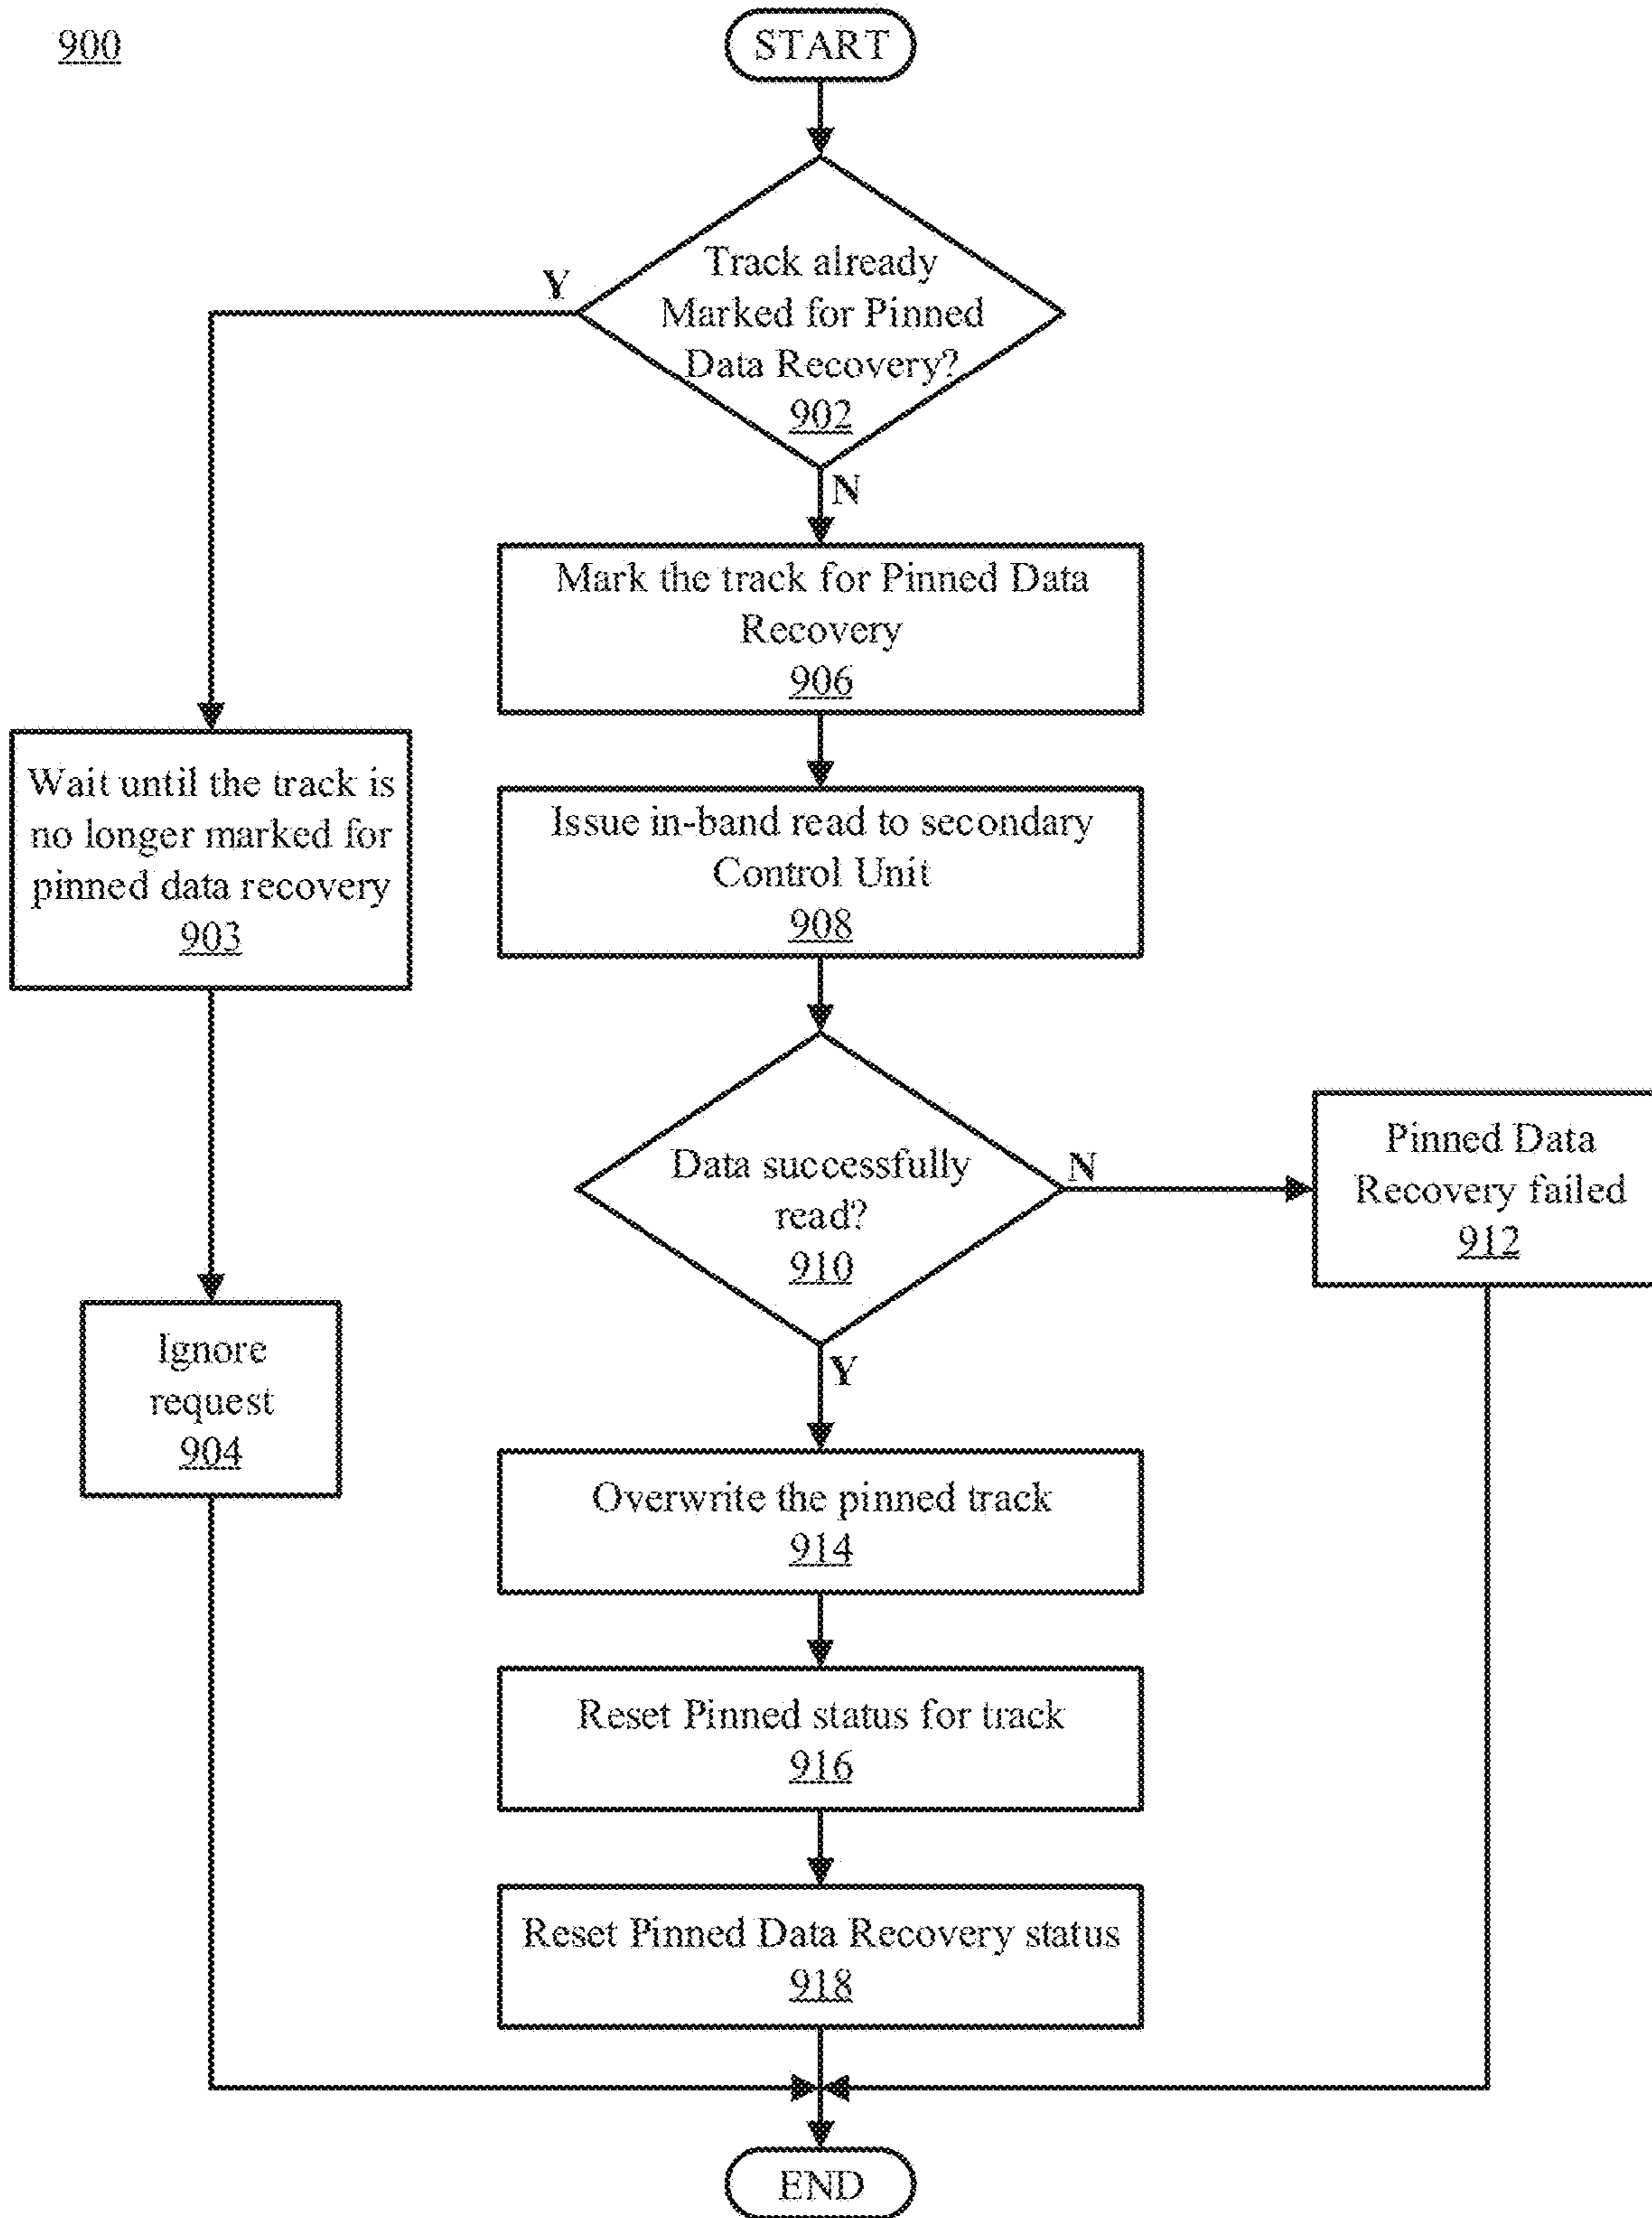 900
START
Track already
Marked for Pinned
Data Recovery?
902
Y
N
Mark the track for Pinned Data
Recovery
906
Wait until the track is
no longer marked for
pinned data recovery
903
Issue in-band read to secondary
Control Unit
908
Data successfully
read?
910
N
Pinned Data
Recovery failed
912
Y
Ignore
request
904
Overwrite the pinned track
914
Reset Pinned status for track
916
Reset Pinned Data Recovery status
918
END